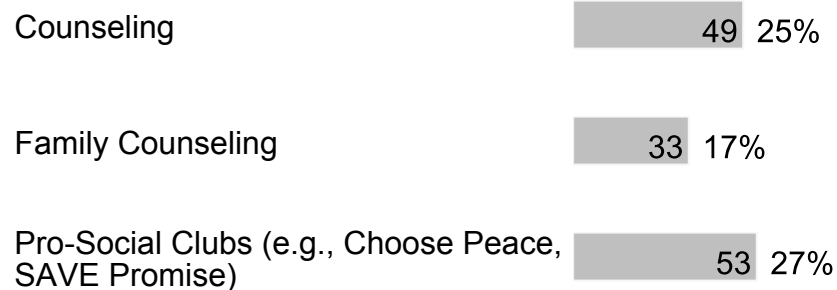 Counseling 49 25%
Family Counseling 33 17%
Pro-Social Clubs (e.g., Choose Peace,
SAVE Promise) 53 27%